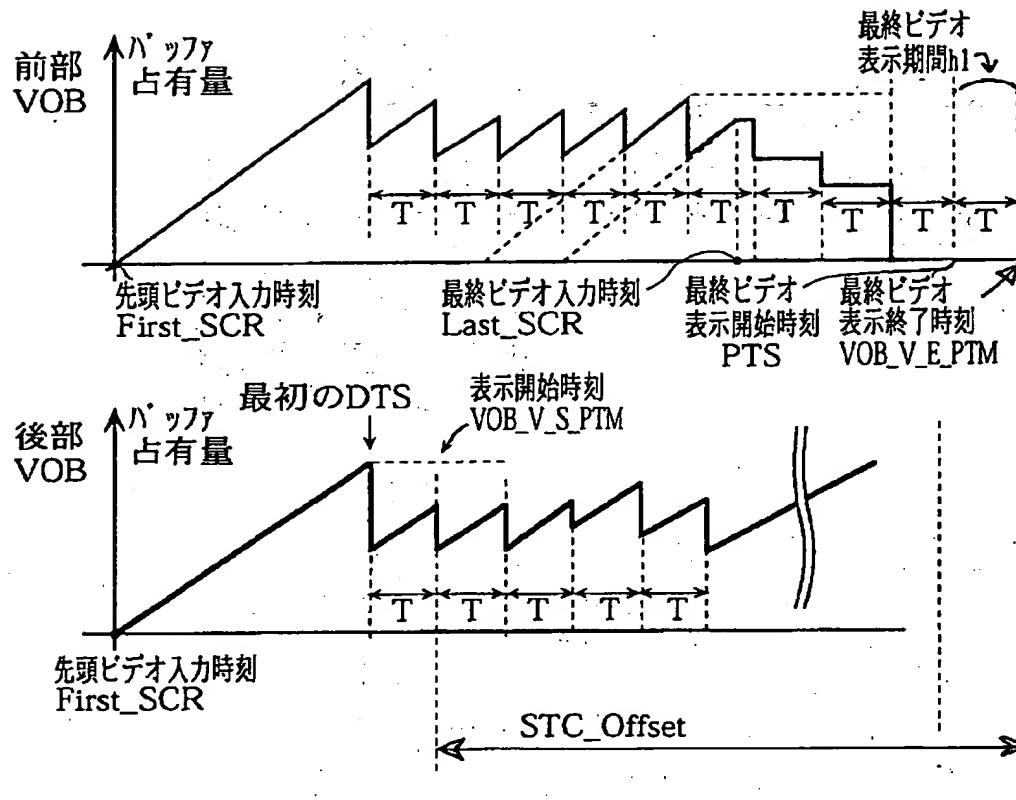 最終ビデオ
表示期間h1
前部
VOB
バッファ
占有量
T T T T T T T T T T
先頭ビデオ入力時刻
First_SCR
最終ビデオ入力時刻
Last_SCR
最終ビデオ
表示開始時刻
PTS
最終ビデオ
表示終了時刻
VOB_V_E_PTM
最初のDTS
表示開始時刻
VOB_V_S_PTM
後部
VOB
バッファ
占有量
T T T T T
先頭ビデオ入力時刻
First_SCR
STC_Offset